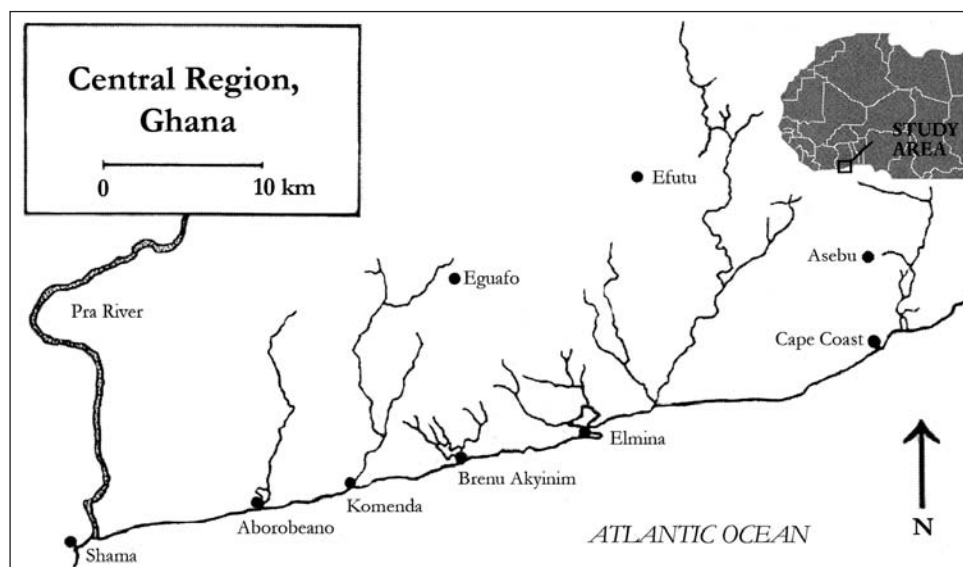 Central Region,
Ghana
0 10 km
STUDY
AREA
Efutu
Asebu
Eguafo
Pra River
Cape Coast
Elmina
Brenu Akyinim
Komenda
Aborobeano
Shama
ATLANTIC OCEAN
N